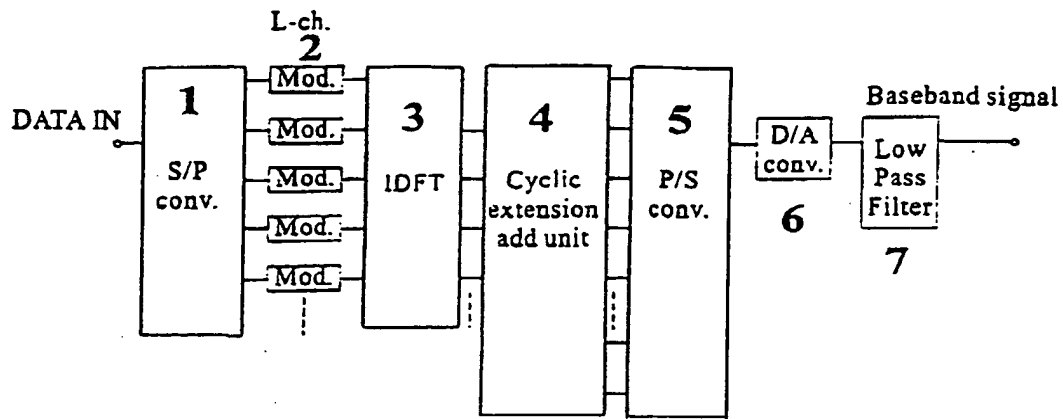 L-ch.
2
Mod.
Mod.
Mod.
Mod.
Mod.
DATA IN
1
S/P
conv.
3
IDFT
4
Cyclic
extension
add unit
5
P/S
conv.
D/A
conv.
6
Baseband signal
Low
Pass
Filter
7